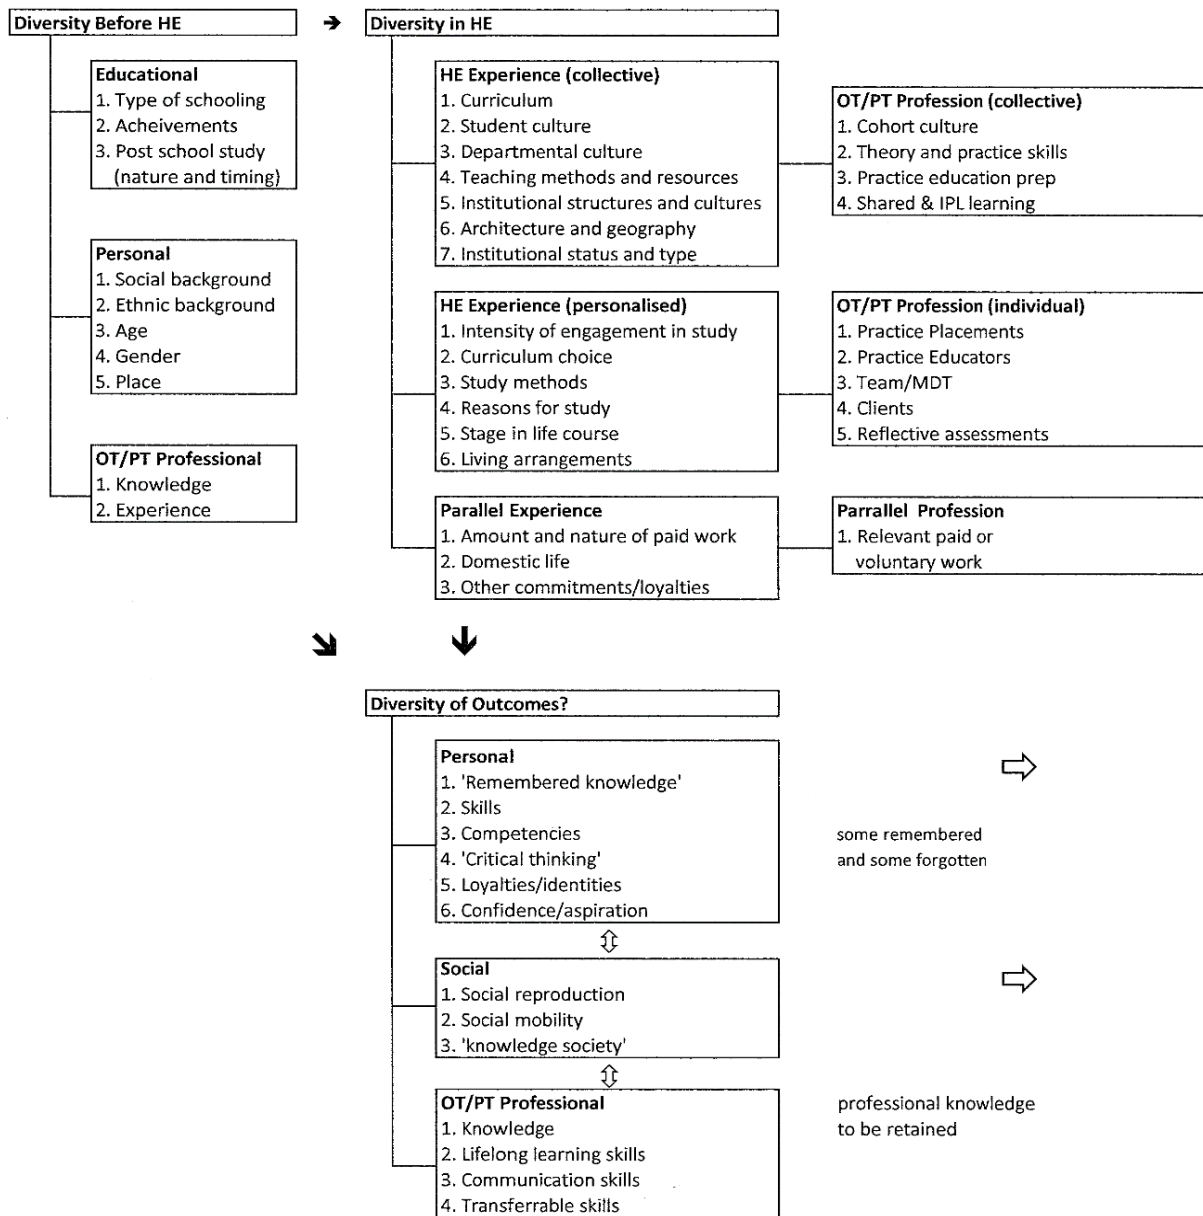 Diversity Before HE
Educational
1. Type of schooling
2. Acheivements
3. Post school study
(nature and timing)
Personal
1. Social background
2. Ethnic background
3. Age
4. Gender
5. Place
OT/PT Professional
1. Knowledge
2. Experience
Diversity in HE
HE Experience (collective)
1. Curriculum
2. Student culture
3. Departmental culture
4. Teaching methods and resources
5. Institutional structures and cultures
6. Architecture and geography
7. Institutional status and type
OT/PT Profession (collective)
1. Cohort culture
2. Theory and practice skills
3. Practice education prep
4. Shared & IPL learning
HE Experience (personalised)
1. Intensity of engagement in study
2. Curriculum choice
3. Study methods
4. Reasons for study
5. Stage in life course
6. Living arrangements
OT/PT Profession (individual)
1. Practice Placements
2. Practice Educators
3. Team/MDT
4. Clients
5. Reflective assessments
Parallel Experience
1. Amount and nature of paid work
2. Domestic life
3. Other commitments/loyalties
Parrallel Profession
1. Relevant paid or
voluntary work
Diversity of Outcomes?
Personal
1. 'Remembered knowledge'
2. Skills
3. Competencies
4. 'Critical thinking'
5. Loyalties/identities
6. Confidence/aspiration
some remembered
and some forgotten
Social
1. Social reproduction
2. Social mobility
3. 'knowledge society'
OT/PT Professional
1. Knowledge
2. Lifelong learning skills
3. Communication skills
4. Transferrable skills
professional knowledge
to be retained